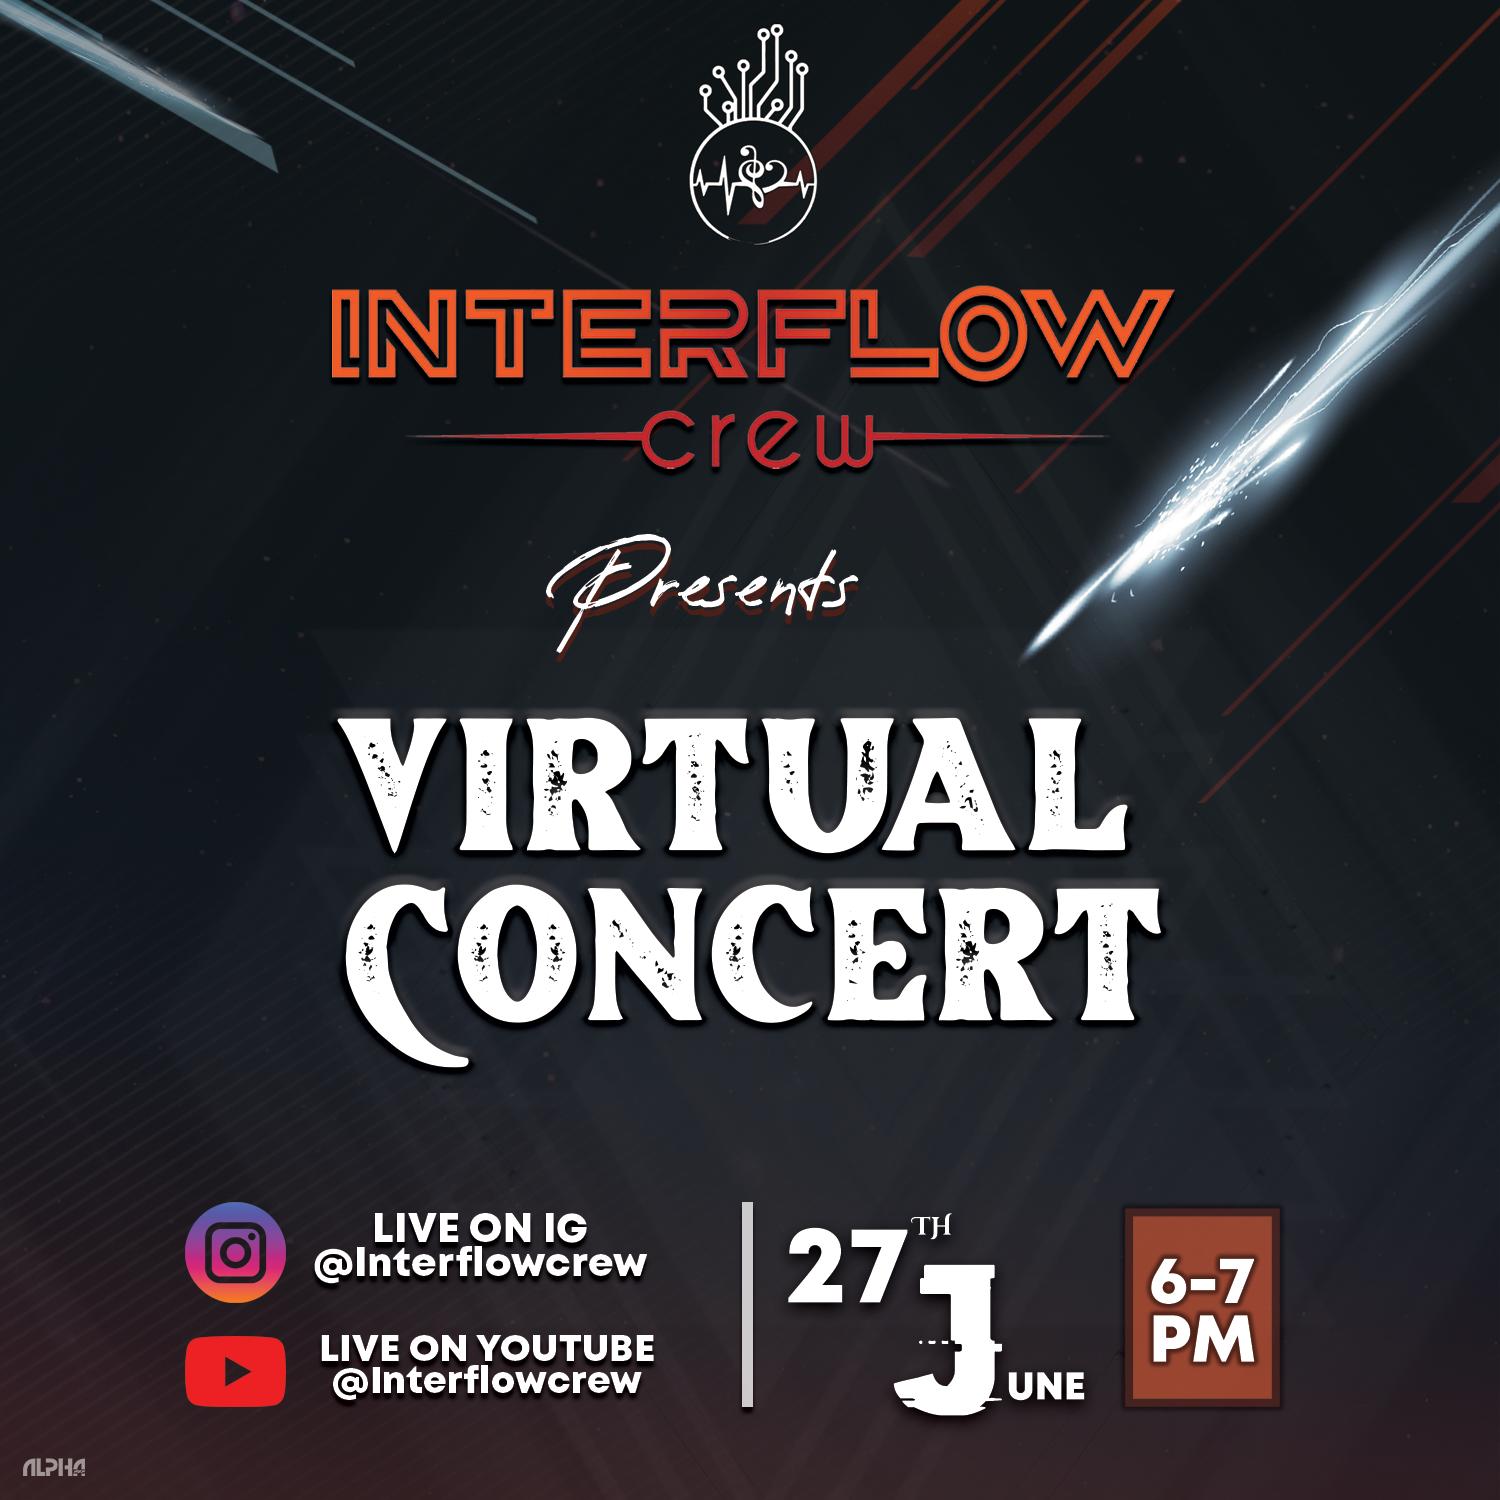 INTERFLOW
crew
Presents
VIRTUAL
CONCERT
LIVE ON IG
@Interflowcrew
LIVE ON YOUTUBE
@Interflowcrew
27TH
JUNE
6-7
PM
ALPHA